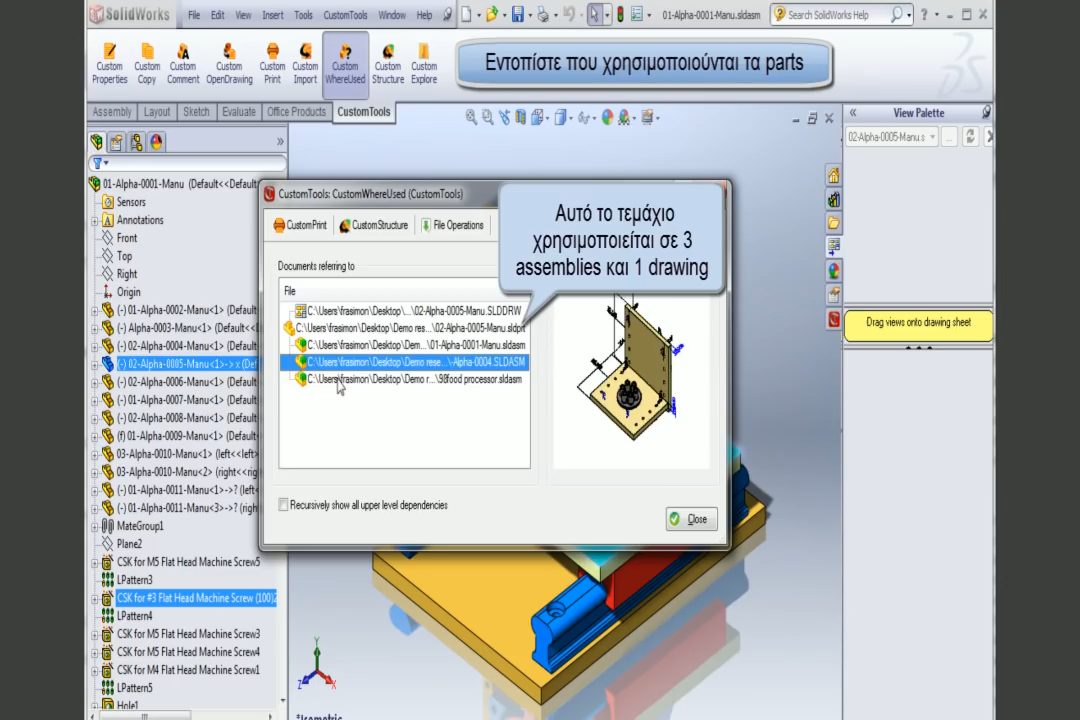 SolidWorks File Edit View Insert Tools CustomTools Window Help 01-Alpha-0001-Manu.sldasm Search SolidWorks Help
Custom Properties
Custom Copy
Custom Comment
Custom OpenDrawing
Custom Print
Custom Import
Custom WhereUsed
Custom Structure
Custom Explore
Εντοπίστε που χρησιμοποιούνται τα parts
Assembly Layout Sketch Evaluate Office Products CustomTools
View Palette
02-Alpha-0005-Manu.s
01-Alpha-0001-Manu (Default<<Default
Sensors
Annotations
Front
Top
Right
Origin
(-) 01-Alpha-0002-Manu<1> (Defau
(-) Alpha-0003-Manu<1> (Default<<
(-) 02-Alpha-0004-Manu<1> (Defau
(-) 02-Alpha-0005-Manu<1>-> x (Def
(-) 02-Alpha-0006-Manu<1> (Defau
(-) 01-Alpha-0007-Manu<1> (Defau
(-) 02-Alpha-0008-Manu<1> (Defau
(f) 01-Alpha-0009-Manu<1> (Default
03-Alpha-0010-Manu<1> (left<<left
03-Alpha-0010-Manu<2> (right<<rig
(-) 01-Alpha-0011-Manu<1>->? (left
(-) 01-Alpha-0011-Manu<3>->? (righ
MateGroup1
Plane2
CSK for M5 Flat Head Machine Screw5
LPattern3
CSK for #3 Flat Head Machine Screw (100)2
LPattern4
CSK for M5 Flat Head Machine Screw3
CSK for M5 Flat Head Machine Screw4
CSK for M4 Flat Head Machine Screw1
LPattern5
Hole1
CustomTools: CustomWhereUsed (CustomTools)
CustomPrint CustomStructure File Operations
Αυτό το τεμάχιο
χρησιμοποιείται σε 3
assemblies και 1 drawing
Documents referring to
File
C:\Users\frasimon\Desktop\...\02-Alpha-0005-Manu.SLDDRW
C:\Users\frasimon\Desktop\Demo res...\02-Alpha-0005-Manu.sldprt
C:\Users\frasimon\Desktop\Dem...\01-Alpha-0001-Manu.sldasm
C:\Users\frasimon\Desktop\Demo rese...\-Alpha-0004.SLDASM
C:\Users\frasimon\Desktop\Demo r...\98food processor.sldasm
Recursively show all upper level dependencies
Close
Drag views onto drawing sheet
Y
Z
X
*Isometric